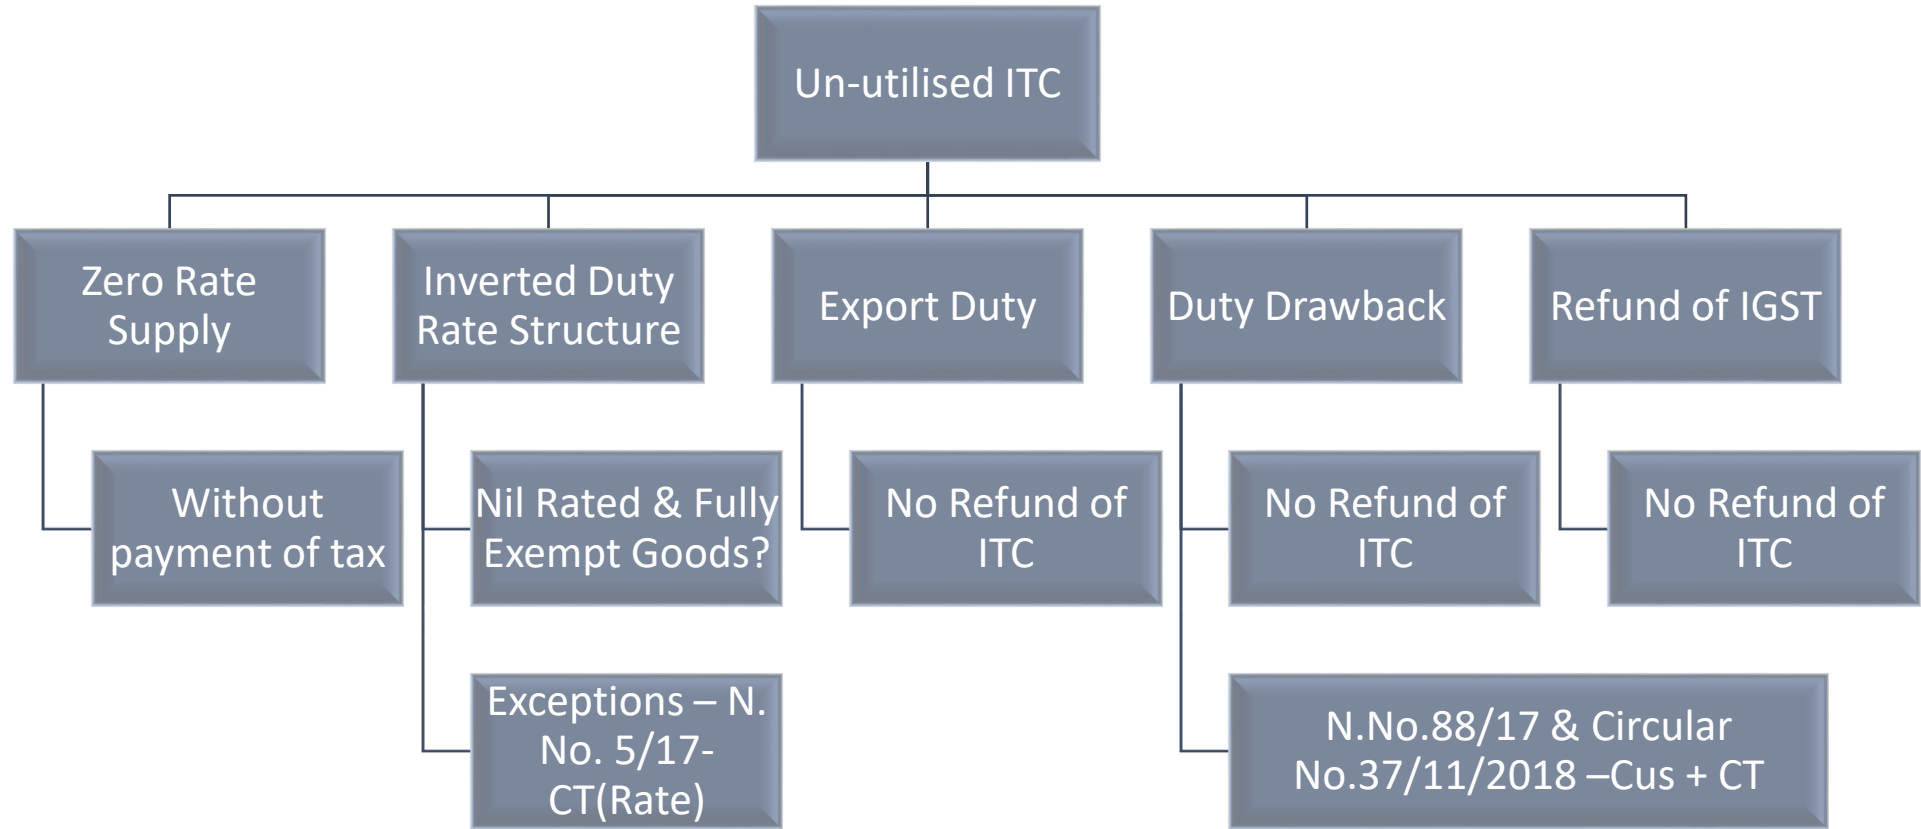 Un-utilised ITC
Zero Rate
Supply
Inverted Duty
Rate Structure
Export Duty
Duty Drawback
Refund of IGST
Without
payment of tax
Nil Rated & Fully
Exempt Goods?
No Refund of
ITC
No Refund of
ITC
No Refund of
ITC
Exceptions – N.
No. 5/17-
CT(Rate)
N.No.88/17 & Circular
No.37/11/2018 –Cus + CT